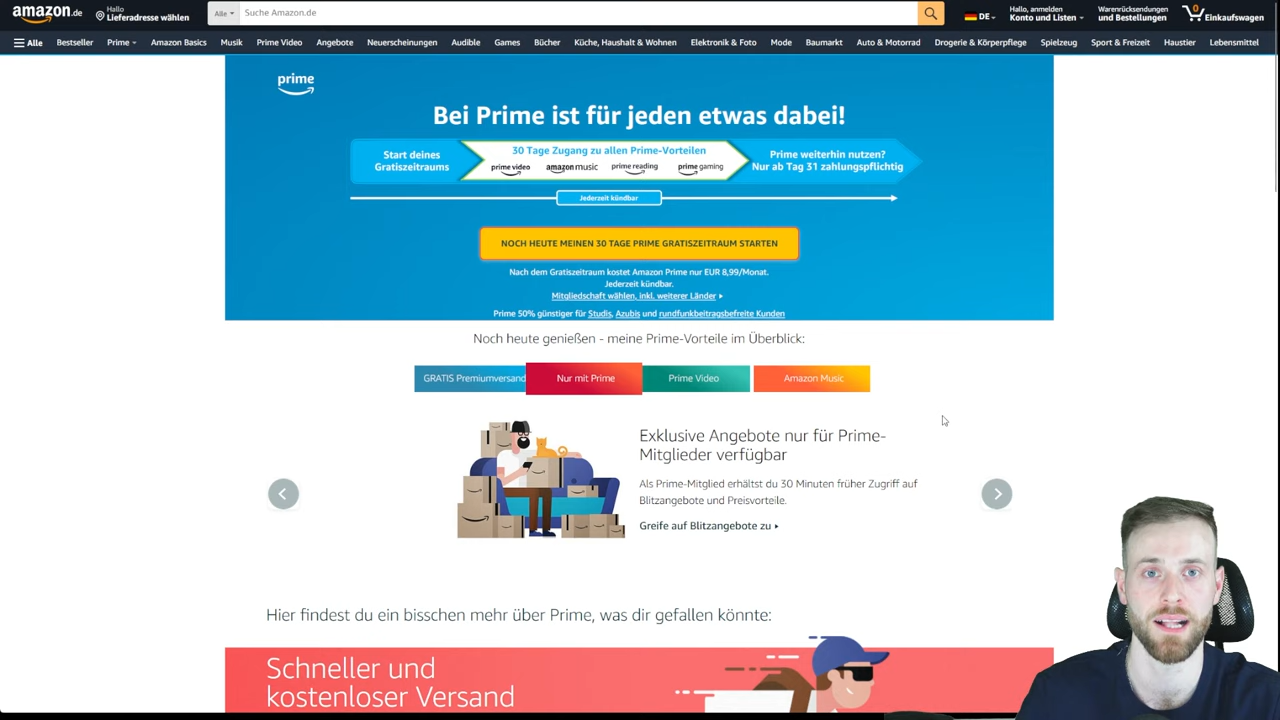 amazon.de
Hallo
Lieferadresse wählen
Alle
Suche Amazon.de
DE
Hallo, anmelden
Konto und Listen
Warenrücksendungen
und Bestellungen
0
Einkaufswagen
Alle
Bestseller
Prime
Amazon Basics
Musik
Prime Video
Angebote
Neuerscheinungen
Audible
Games
Bücher
Küche, Haushalt & Wohnen
Elektronik & Foto
Mode
Baumarkt
Auto & Motorrad
Drogerie & Körperpflege
Spielzeug
Sport & Freizeit
Haustier
Lebensmittel
prime
Bei Prime ist für jeden etwas dabei!
Start deines
Gratiszeitraums
30 Tage Zugang zu allen Prime-Vorteilen
prime video
amazon music
prime reading
prime gaming
Prime weiterhin nutzen?
Nur ab Tag 31 zahlungspflichtig
Jederzeit kündbar
NOCH HEUTE MEINEN 30 TAGE PRIME GRATISZEITRAUM STARTEN
Nach dem Gratiszeitraum kostet Amazon Prime nur EUR 8,99/Monat.
Jederzeit kündbar.
Mitgliedschaft wählen, inkl. weiterer Länder
Prime 50% günstiger für Studis, Azubis und rundfunkbeitragsbefreite Kunden
Noch heute genießen - meine Prime-Vorteile im Überblick:
GRATIS Premiumversand
Nur mit Prime
Prime Video
Amazon Music
Exklusive Angebote nur für Prime-
Mitglieder verfügbar
Als Prime-Mitglied erhältst du 30 Minuten früher Zugriff auf
Blitzangebote und Preisvorteile.
Greife auf Blitzangebote zu
Hier findest du ein bisschen mehr über Prime, was dir gefallen könnte:
Schneller und
kostenloser Versand